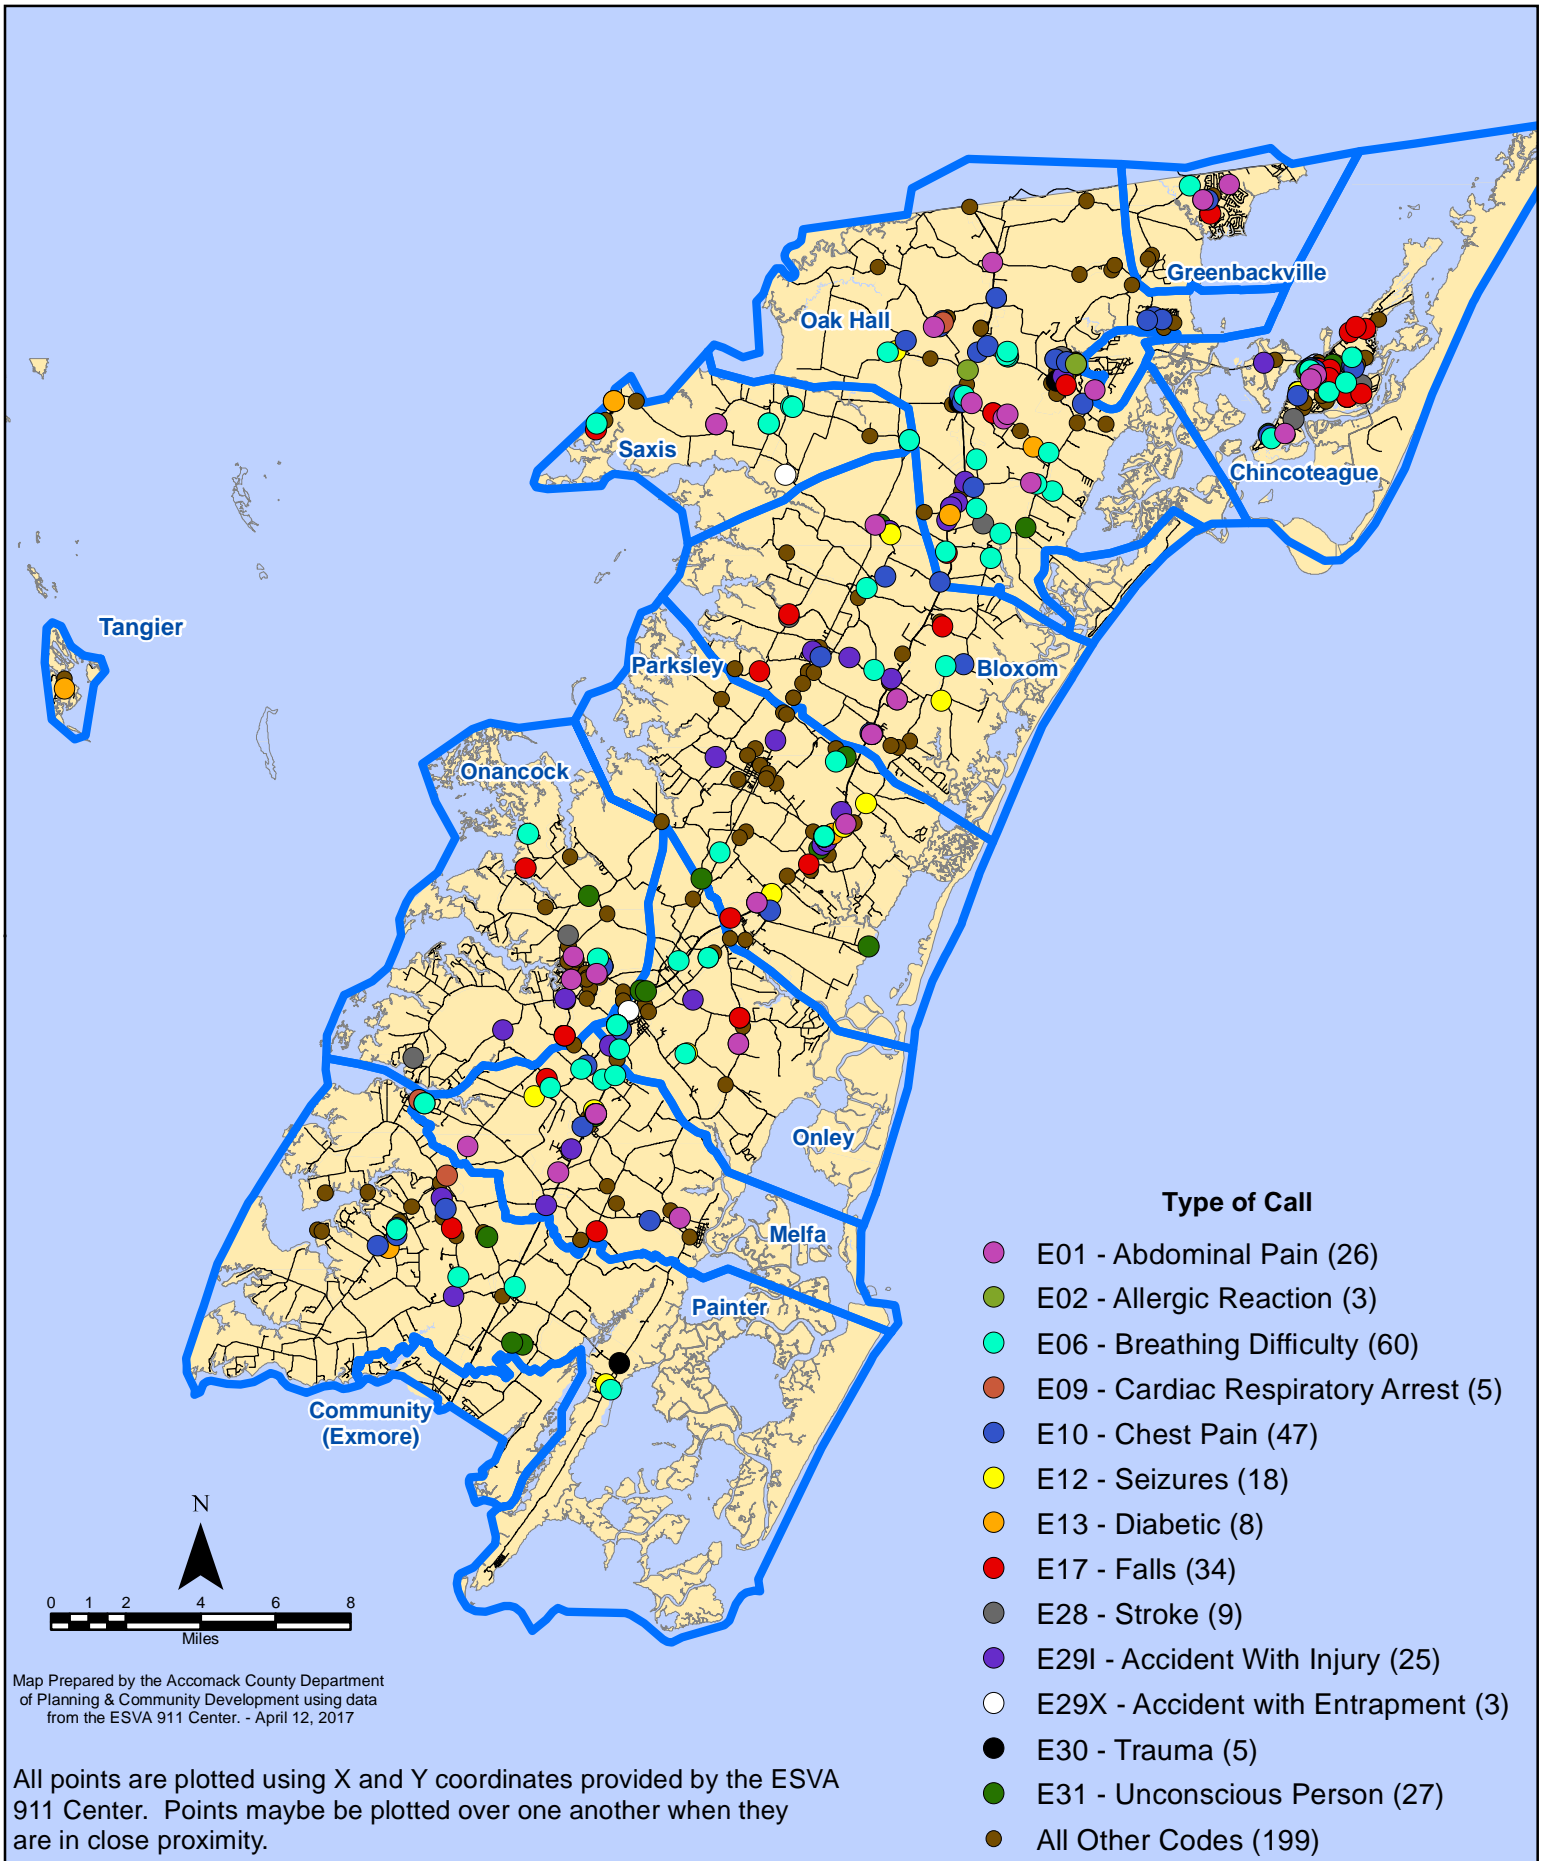 Greenbackville
Oak Hall
Saxis
Chincoteague
Tangier
Parksley
Bloxom
Onancock
Onley
Melfa
Painter
Community
(Exmore)
Type of Call
E01 - Abdominal Pain (26)
E02 - Allergic Reaction (3)
E06 - Breathing Difficulty (60)
E09 - Cardiac Respiratory Arrest (5)
E10 - Chest Pain (47)
E12 - Seizures (18)
E13 - Diabetic (8)
E17 - Falls (34)
E28 - Stroke (9)
E29I - Accident With Injury (25)
E29X - Accident with Entrapment (3)
E30 - Trauma (5)
E31 - Unconscious Person (27)
All Other Codes (199)
N
0 1 2 4 6 8
Miles
Map Prepared by the Accomack County Department
of Planning & Community Development using data
from the ESVA 911 Center. - April 12, 2017
All points are plotted using X and Y coordinates provided by the ESVA
911 Center.  Points maybe be plotted over one another when they
are in close proximity.